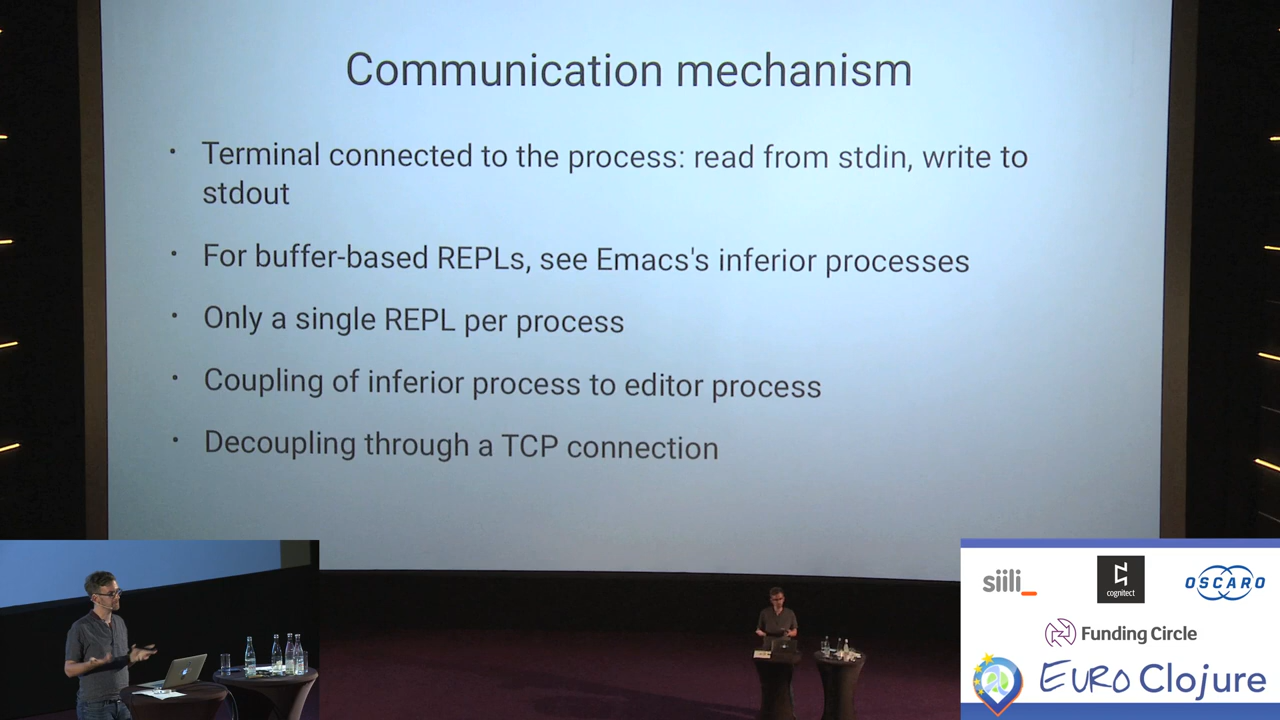 Communication mechanism
Terminal connected to the process: read from stdin, write to
stdout
For buffer-based REPLs, see Emacs's inferior processes
Only a single REPL per process
Coupling of inferior process to editor process
Decoupling through a TCP connection
siili_
cognitect
OSCARO
Funding Circle
EURO Clojure